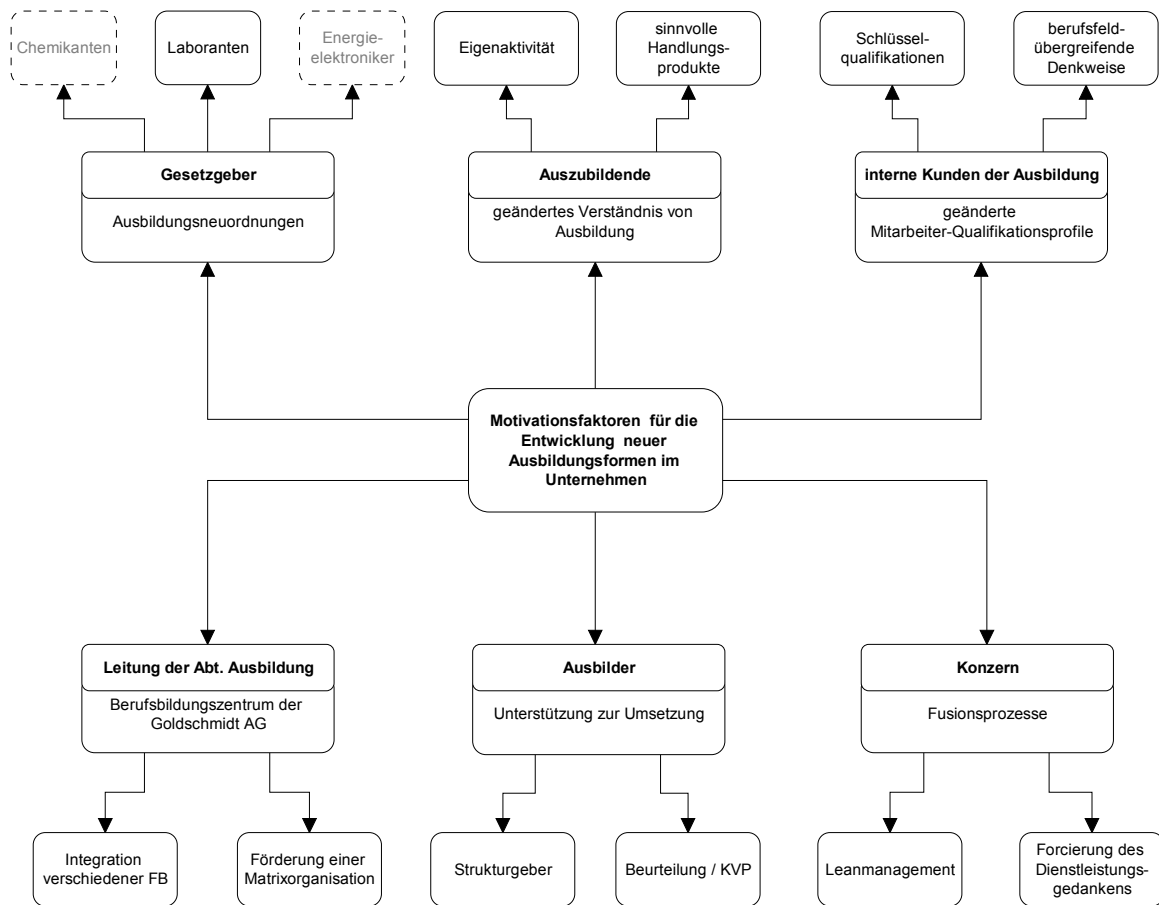 Chemikanten
Laboranten
Energie-
elektroniker
Eigenaktivität
sinnvolle
Handlungs-
produkte
Schlüssel-
qualifikationen
berufsfeld-
übergreifende
Denkweise
Gesetzgeber
Ausbildungsneuordnungen
Auszubildende
geändertes Verständnis von
Ausbildung
interne Kunden der Ausbildung
geänderte
Mitarbeiter-Qualifikationsprofile
Motivationsfaktoren für die
Entwicklung neuer
Ausbildungsformen im
Unternehmen
Leitung der Abt. Ausbildung
Berufsbildungszentrum der
Goldschmidt AG
Ausbilder
Unterstützung zur Umsetzung
Konzern
Fusionsprozesse
Integration
verschiedener FB
Förderung einer
Matrixorganisation
Strukturgeber
Beurteilung / KVP
Leanmanagement
Forcierung des
Dienstleistungs-
gedankens